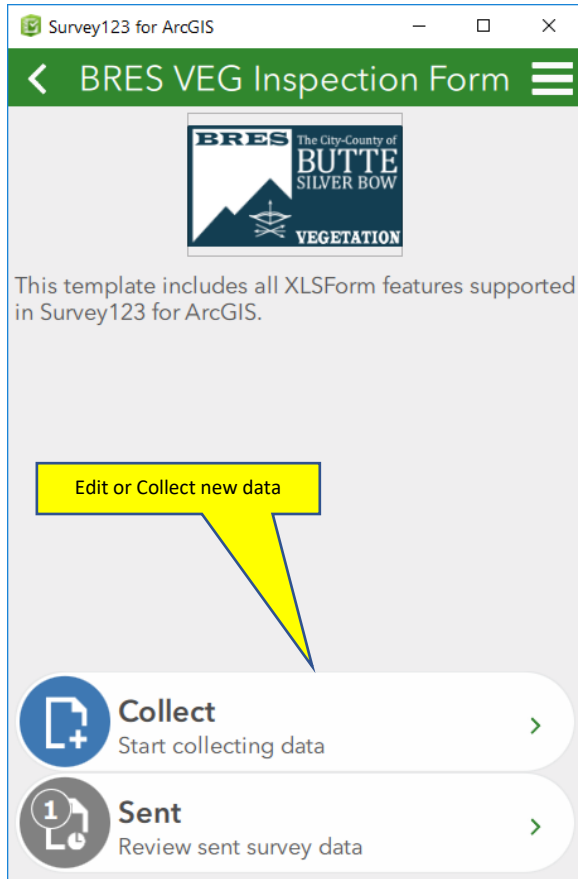 Survey123 for ArcGIS
BRES VEG Inspection Form
BRES
The City-County of
BUTTE
SILVER BOW
VEGETATION
This template includes all XLSForm features supported
in Survey123 for ArcGIS.
Edit or Collect new data
Collect
Start collecting data
1
Sent
Review sent survey data